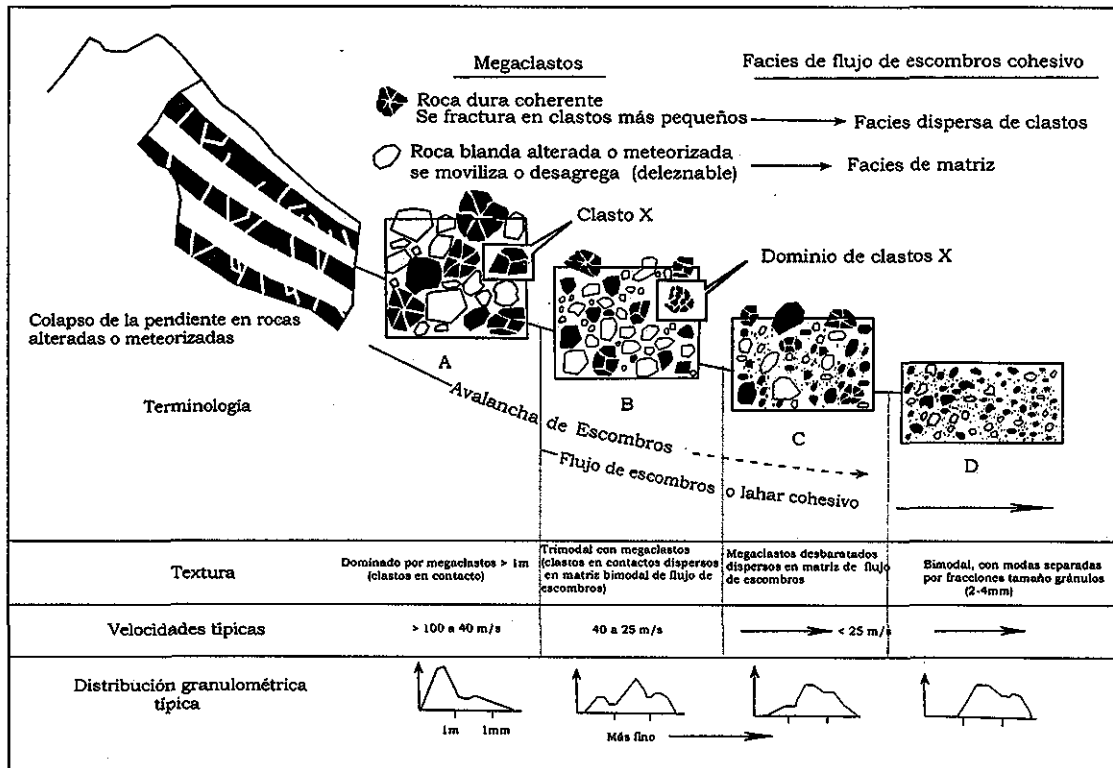 Megaclastos
Facies de flujo de escombros cohesivo
Roca dura coherente
Se fractura en clastos más pequeños
Facies dispersa de clastos
Roca blanda alterada o meteorizada
se moviliza o desagrega (deleznable)
Facies de matriz
Clasto X
Dominio de clastos X
Colapso de la pendiente en rocas
alteradas o meteorizadas
A
B
C
D
Terminología
Avalancha de Escombros
Flujo de escombros o lahar cohesivo
Textura
Dominado por megaclastos > 1m
(clastos en contacto)
Trimodal con megaclastos
(clastos en contactos dispersos
en matriz bimodal de flujo de
escombros)
Megaclastos desbaratados
dispersos en matriz de flujo
de escombros
Bimodal, con modas separadas
por fracciones tamaño gránulos
(2-4mm)
Velocidades típicas
> 100 a 40 m/s
40 a 25 m/s
< 25 m/s
Distribución granulométrica
típica
1m 1mm
Más fino